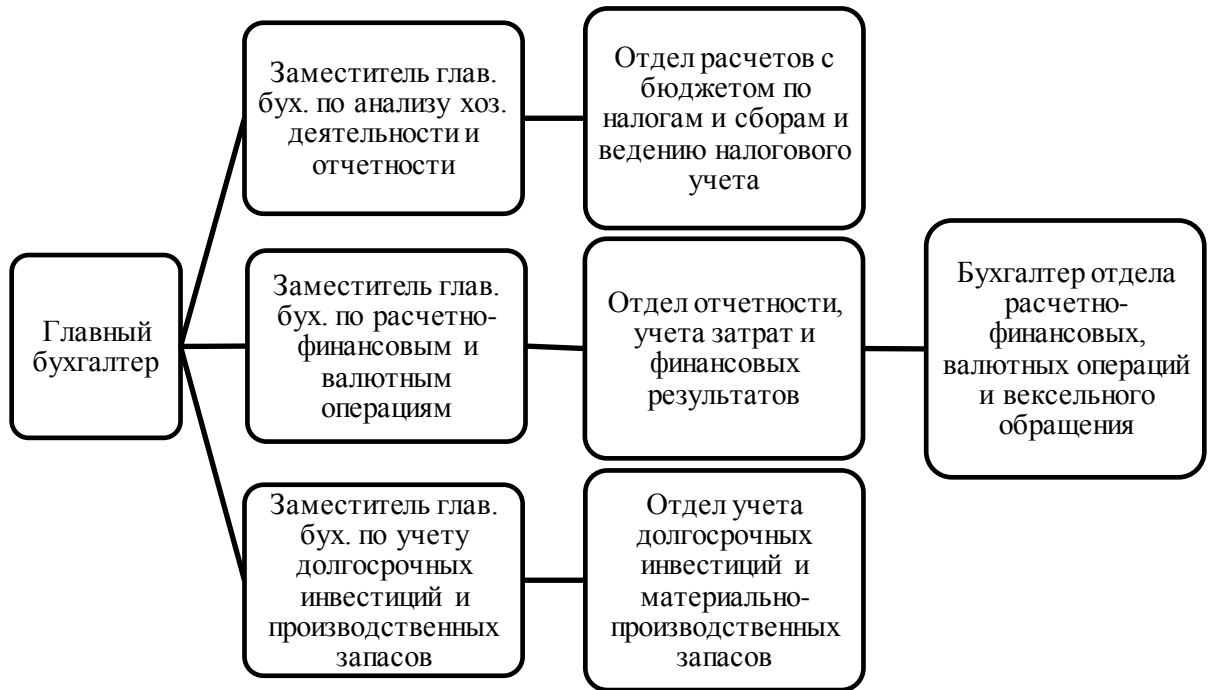 Главный
бухгалтер
Заместитель глав.
бух. по анализу хоз.
деятельности и
отчетности
Отдел расчетов с
бюджетом по
налогам и сборам и
ведению налогового
учета
Заместитель глав.
бух. по расчетно-
финансовым и
валютным
операциям
Отдел отчетности,
учета затрат и
финансовых
результатов
Бухгалтер отдела
расчетно-
финансовых,
валютных операций
и вексельного
обращения
Заместитель глав.
бух. по учету
долгосрочных
инвестиций и
производственных
запасов
Отдел учета
долгосрочных
инвестиций и
материально-
производственных
запасов